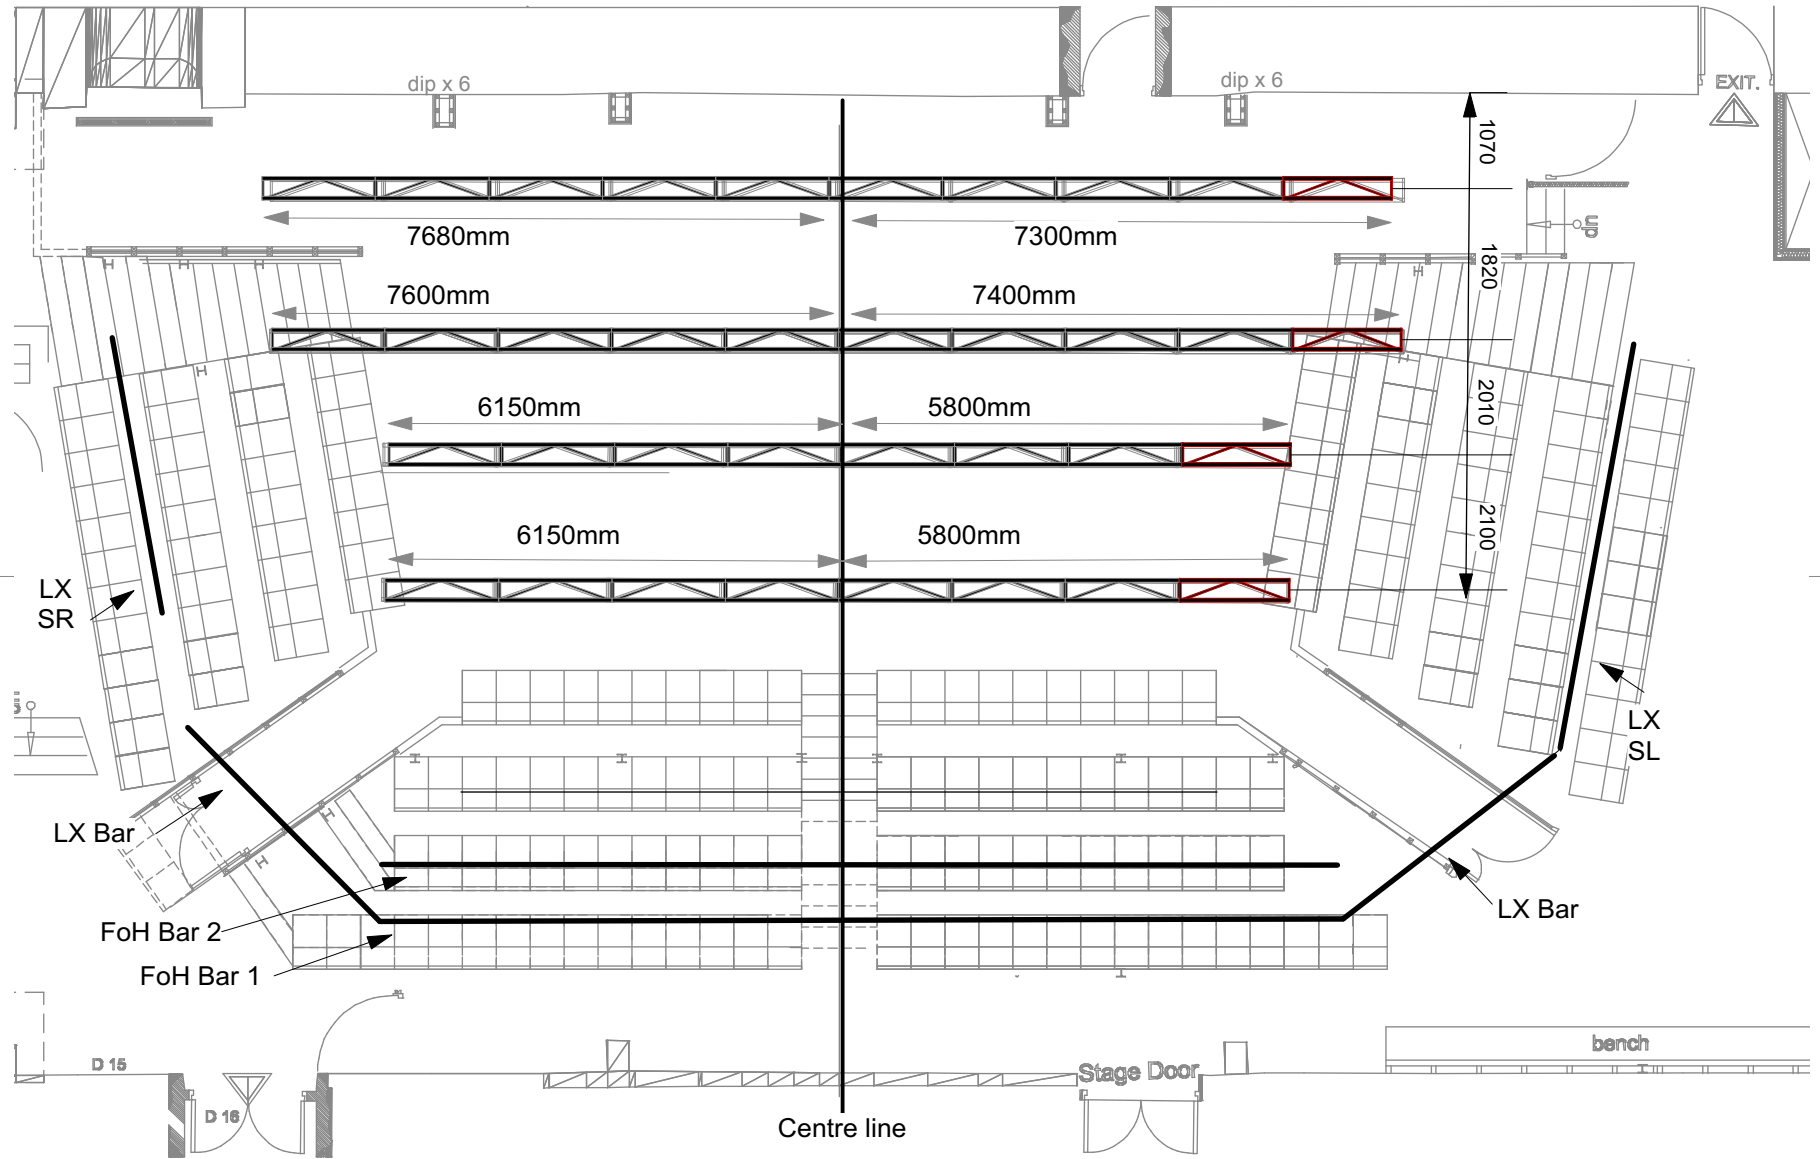 dip x 6
dip x 6
EXIT.
1070
7680mm
7300mm
up
1820
7600mm
7400mm
2010
6150mm
5800mm
2100
6150mm
5800mm
LX
SR
LX
SL
LX Bar
LX Bar
FoH Bar 2
FoH Bar 1
bench
D 15
Stage Door
D 16
Centre line